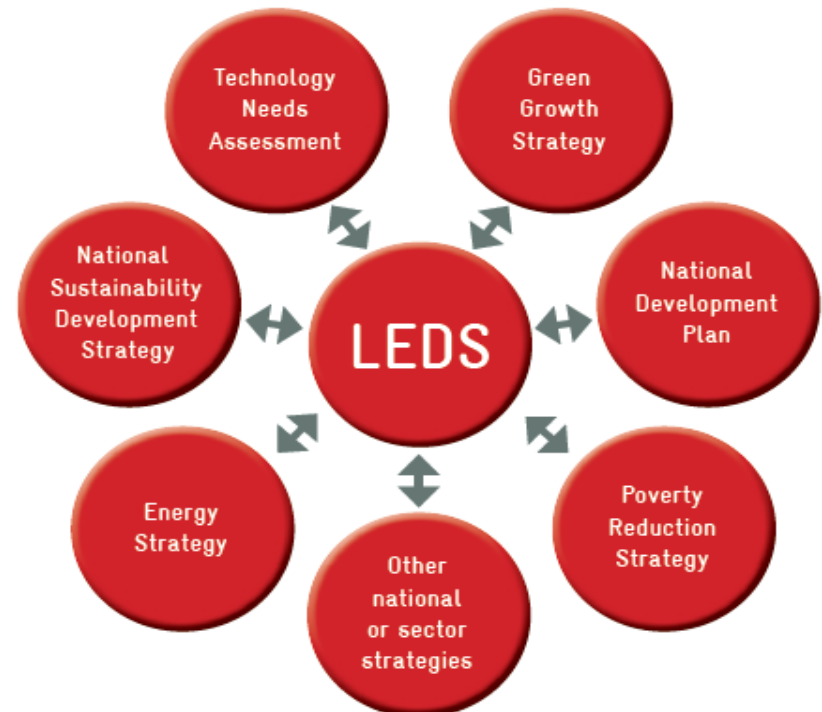 Technology
Needs
Assessment
Green
Growth
Strategy
National
Sustainability
Development
Strategy
LEDS
National
Development
Plan
Energy
Strategy
Poverty
Reduction
Strategy
Other
national
or sector
strategies